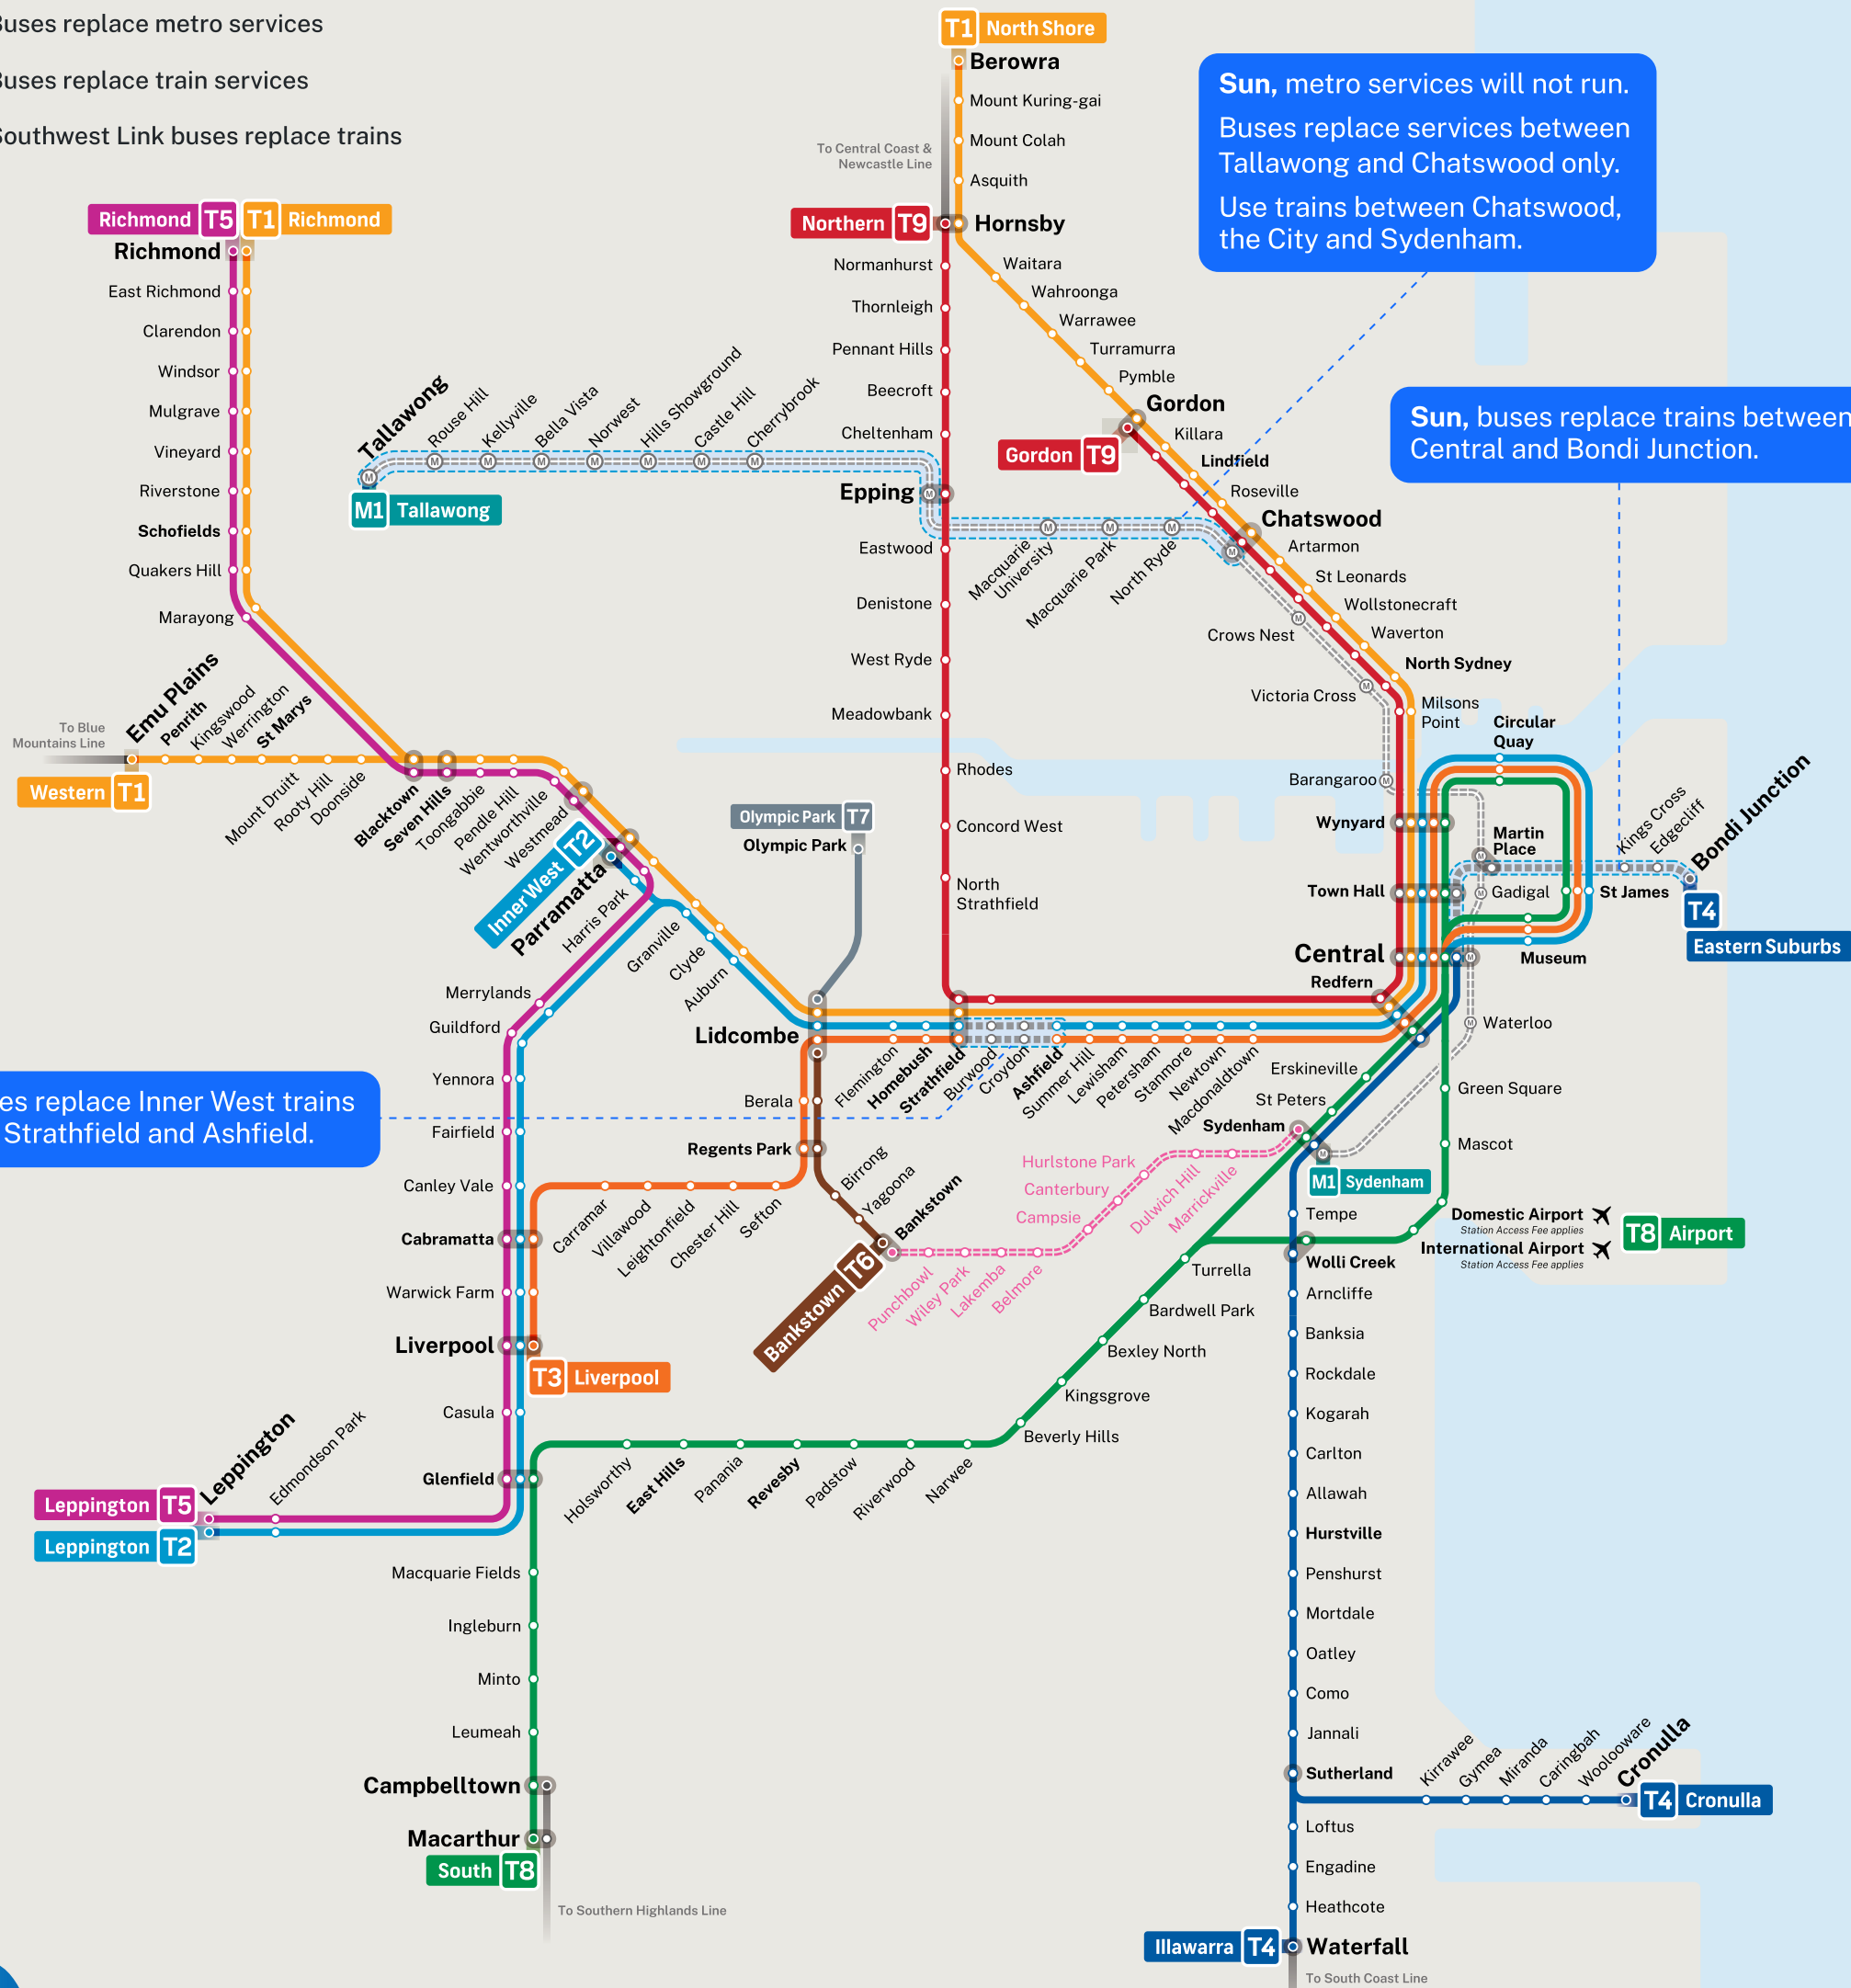 Buses replace metro services
Buses replace train services
Southwest Link buses replace trains
T1 North Shore
Berowra
Mount Kuring-gai
Mount Colah
Asquith
To Central Coast &
Newcastle Line
Northern T9
Hornsby
Sun, metro services will not run.
Buses replace services between
Tallawong and Chatswood only.
Use trains between Chatswood,
the City and Sydenham.
Sun, buses replace trains between
Central and Bondi Junction.
Richmond T5
T1 Richmond
Richmond
East Richmond
Clarendon
Windsor
Mulgrave
Vineyard
Riverstone
Schofields
Quakers Hill
Marayong
Normanhurst
Thornleigh
Pennant Hills
Beecroft
Cheltenham
Epping
Eastwood
Denistone
West Ryde
Meadowbank
Rhodes
Concord West
North
Strathfield
Waitara
Wahroonga
Warrawee
Turramurra
Pymble
Gordon
Gordon T9
Killara
Lindfield
Roseville
Chatswood
Artarmon
St Leonards
Wollstonecraft
Waverton
North Sydney
Milsons
Point
Tallawong
M1 Tallawong
Rouse Hill
Kellyville
Bella Vista
Norwest
Hills Showground
Castle Hill
Cherrybrook
M
M
M
M
M
M
M
M
M
Macquarie
University
M
Macquarie Park
M
North Ryde
M
M
Crows Nest
M
Victoria Cross
M
Barangaroo
M
To Blue
Mountains Line
Western T1
Emu Plains
Penrith
Kingswood
Werrington
St Marys
Mount Druitt
Rooty Hill
Doonside
Blacktown
Seven Hills
Toongabbie
Pendle Hill
Wentworthville
Westmead
Inner West T2
Parramatta
Harris Park
Granville
Clyde
Auburn
Olympic Park T7
Olympic Park
Circular
Quay
Wynyard
Martin
Place
M
Kings Cross
Edgecliff
Bondi Junction
T4
Eastern Suburbs
Town Hall
Gadigal
M
St James
Central
M
Museum
Redfern
Waterloo
M
Lidcombe
Flemington
Homebush
Strathfield
Burwood
Croydon
Ashfield
Summer Hill
Lewisham
Petersham
Stanmore
Newtown
Macdonaldtown
Erskineville
St Peters
Sydenham
M
M1 Sydenham
Green Square
Mascot
Domestic Airport
Station Access Fee applies
International Airport
Station Access Fee applies
T8 Airport
es replace Inner West trains
Strathfield and Ashfield.
Merrylands
Guildford
Yennora
Fairfield
Canley Vale
Cabramatta
Warwick Farm
Liverpool
T3 Liverpool
Casula
Glenfield
Berala
Regents Park
Birrong
Yagoona
Bankstown
Bankstown T6
Carramar
Villawood
Leightonfield
Chester Hill
Sefton
Hurlstone Park
Canterbury
Campsie
Dulwich Hill
Marrickville
Punchbowl
Wiley Park
Lakemba
Belmore
Tempe
Wolli Creek
Turrella
Bardwell Park
Bexley North
Kingsgrove
Beverly Hills
Arncliffe
Banksia
Rockdale
Kogarah
Carlton
Allawah
Hurstville
Penshurst
Mortdale
Oatley
Como
Jannali
Sutherland
Kirrawee
Gymea
Miranda
Caringbah
Woolooware
Cronulla
T4 Cronulla
Loftus
Engadine
Heathcote
Illawarra T4
Waterfall
To South Coast Line
Holsworthy
East Hills
Panania
Revesby
Padstow
Riverwood
Narwee
Leppington
Edmondson Park
Leppington T5
Leppington T2
Macquarie Fields
Ingleburn
Minto
Leumeah
Campbelltown
Macarthur
South T8
To Southern Highlands Line